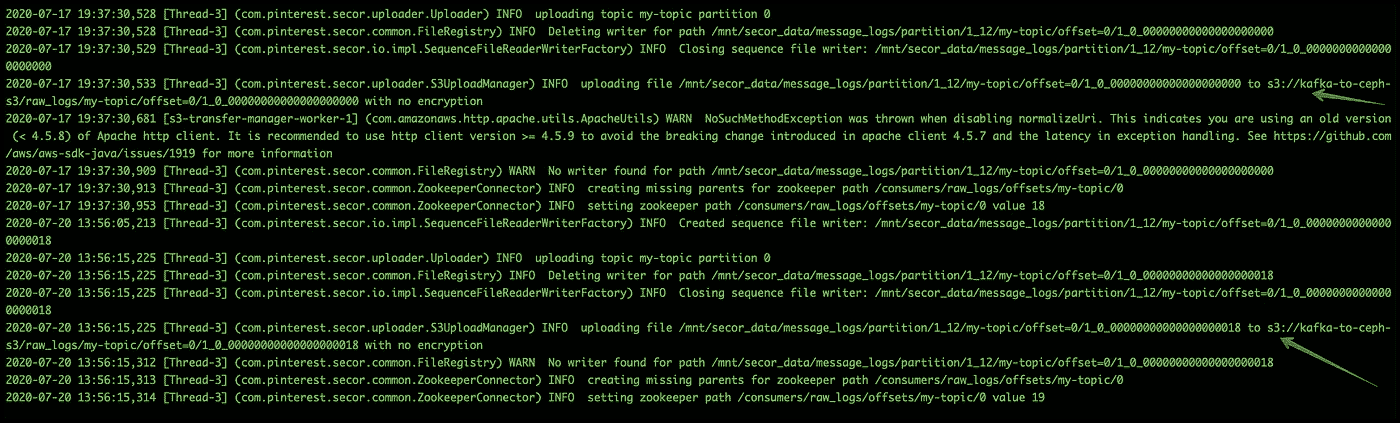 2020-07-17 19:37:30,528 [Thread-3] (com.pinterest.secor.uploader.Uploader) INFO  uploading topic my-topic partition 0
2020-07-17 19:37:30,528 [Thread-3] (com.pinterest.secor.common.FileRegistry) INFO  Deleting writer for path /mnt/secor_data/message_logs/partition/1_12/my-topic/offset=0/1_0_00000000000000000000
2020-07-17 19:37:30,529 [Thread-3] (com.pinterest.secor.io.impl.SequenceFileReaderWriterFactory) INFO  Closing sequence file writer: /mnt/secor_data/message_logs/partition/1_12/my-topic/offset=0/1_0_0000000000000
0000000
2020-07-17 19:37:30,533 [Thread-3] (com.pinterest.secor.uploader.S3UploadManager) INFO  uploading file /mnt/secor_data/message_logs/partition/1_12/my-topic/offset=0/1_0_00000000000000000000 to s3://kafka-to-ceph-
s3/raw_logs/my-topic/offset=0/1_0_00000000000000000000 with no encryption
2020-07-17 19:37:30,681 [s3-transfer-manager-worker-1] (com.amazonaws.http.apache.utils.ApacheUtils) WARN  NoSuchMethodException was thrown when disabling normalizeUri. This indicates you are using an old version
(< 4.5.8) of Apache http client. It is recommended to use http client version >= 4.5.9 to avoid the breaking change introduced in apache client 4.5.7 and the latency in exception handling. See https://github.com
/aws/aws-sdk-java/issues/1919 for more information
2020-07-17 19:37:30,909 [Thread-3] (com.pinterest.secor.common.FileRegistry) WARN  No writer found for path /mnt/secor_data/message_logs/partition/1_12/my-topic/offset=0/1_0_00000000000000000000
2020-07-17 19:37:30,913 [Thread-3] (com.pinterest.secor.common.ZookeeperConnector) INFO  creating missing parents for zookeeper path /consumers/raw_logs/offsets/my-topic/0
2020-07-17 19:37:30,953 [Thread-3] (com.pinterest.secor.common.ZookeeperConnector) INFO  setting zookeeper path /consumers/raw_logs/offsets/my-topic/0 value 18
2020-07-20 13:56:05,213 [Thread-3] (com.pinterest.secor.io.impl.SequenceFileReaderWriterFactory) INFO  Created sequence file writer: /mnt/secor_data/message_logs/partition/1_12/my-topic/offset=0/1_0_0000000000000
0000018
2020-07-20 13:56:15,225 [Thread-3] (com.pinterest.secor.uploader.Uploader) INFO  uploading topic my-topic partition 0
2020-07-20 13:56:15,225 [Thread-3] (com.pinterest.secor.common.FileRegistry) INFO  Deleting writer for path /mnt/secor_data/message_logs/partition/1_12/my-topic/offset=0/1_0_00000000000000000018
2020-07-20 13:56:15,225 [Thread-3] (com.pinterest.secor.io.impl.SequenceFileReaderWriterFactory) INFO  Closing sequence file writer: /mnt/secor_data/message_logs/partition/1_12/my-topic/offset=0/1_0_0000000000000
0000018
2020-07-20 13:56:15,225 [Thread-3] (com.pinterest.secor.uploader.S3UploadManager) INFO  uploading file /mnt/secor_data/message_logs/partition/1_12/my-topic/offset=0/1_0_00000000000000000018 to s3://kafka-to-ceph-
s3/raw_logs/my-topic/offset=0/1_0_00000000000000000018 with no encryption
2020-07-20 13:56:15,312 [Thread-3] (com.pinterest.secor.common.FileRegistry) WARN  No writer found for path /mnt/secor_data/message_logs/partition/1_12/my-topic/offset=0/1_0_00000000000000000018
2020-07-20 13:56:15,313 [Thread-3] (com.pinterest.secor.common.ZookeeperConnector) INFO  creating missing parents for zookeeper path /consumers/raw_logs/offsets/my-topic/0
2020-07-20 13:56:15,314 [Thread-3] (com.pinterest.secor.common.ZookeeperConnector) INFO  setting zookeeper path /consumers/raw_logs/offsets/my-topic/0 value 19